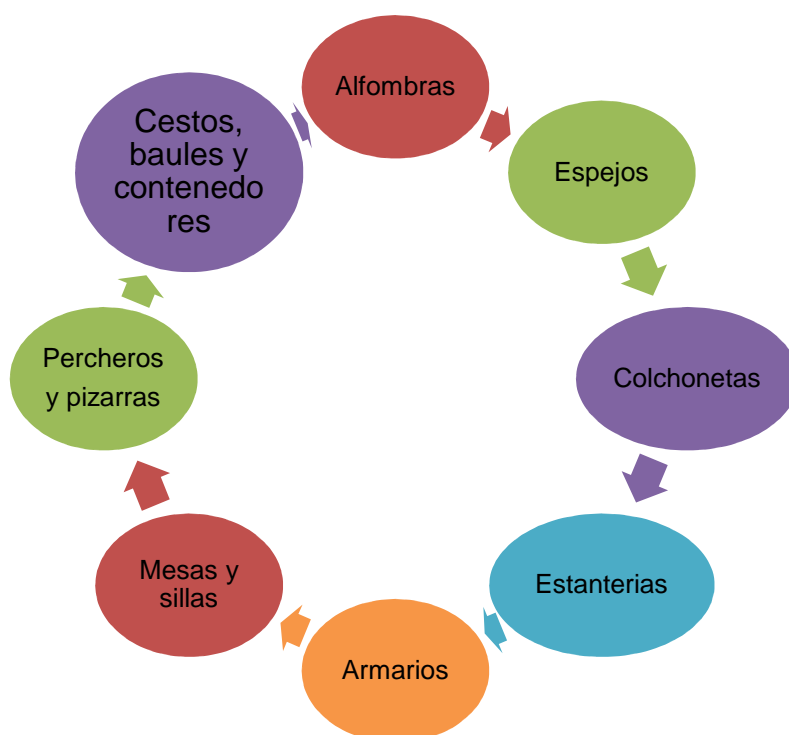 Alfombras
Espejos
Colchonetas
Estanterias
Armarios
Mesas y
sillas
Percheros
y pizarras
Cestos,
baules y
contenedo
res